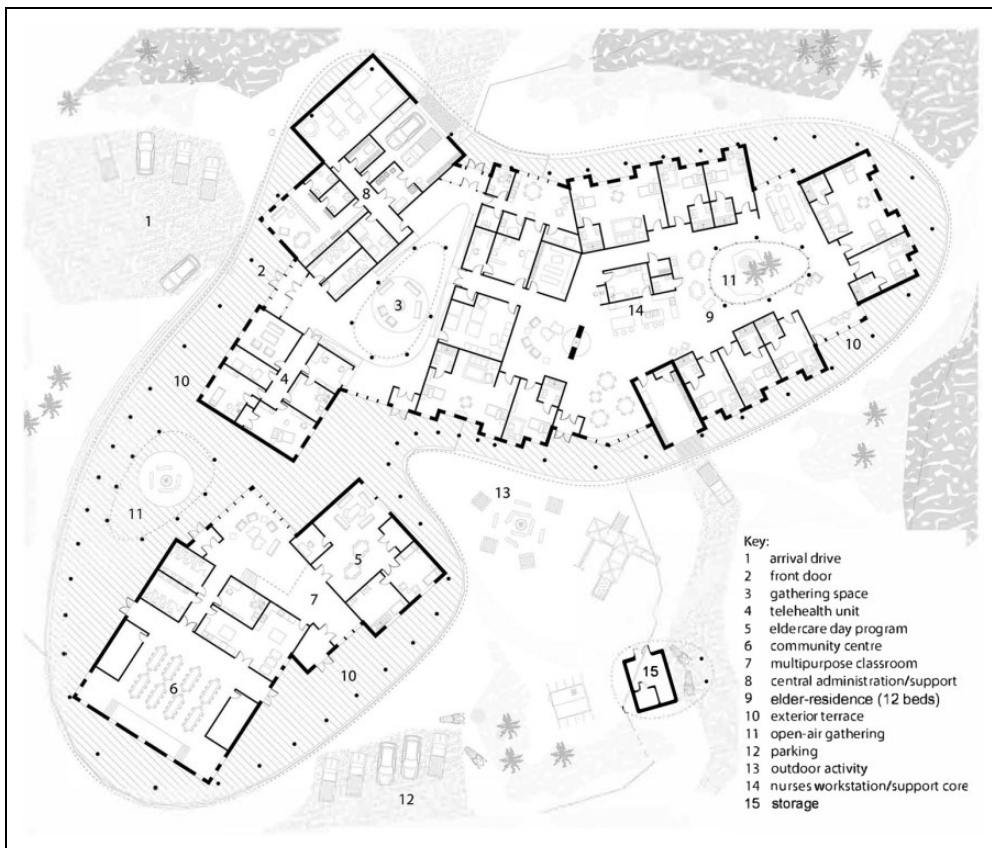 8
1
2
3
11
14
9
10
10
4
11
13
5
7
6
10
15
12
Key:
1 arrival drive
2 front door
3 gathering space
4 telehealth unit
5 eldercare day program
6 community centre
7 multipurpose classroom
8 central administration/support
9 elder-residence (12 beds)
10 exterior terrace
11 open-air gathering
12 parking
13 outdoor activity
14 nurses workstation/support core
15 storage